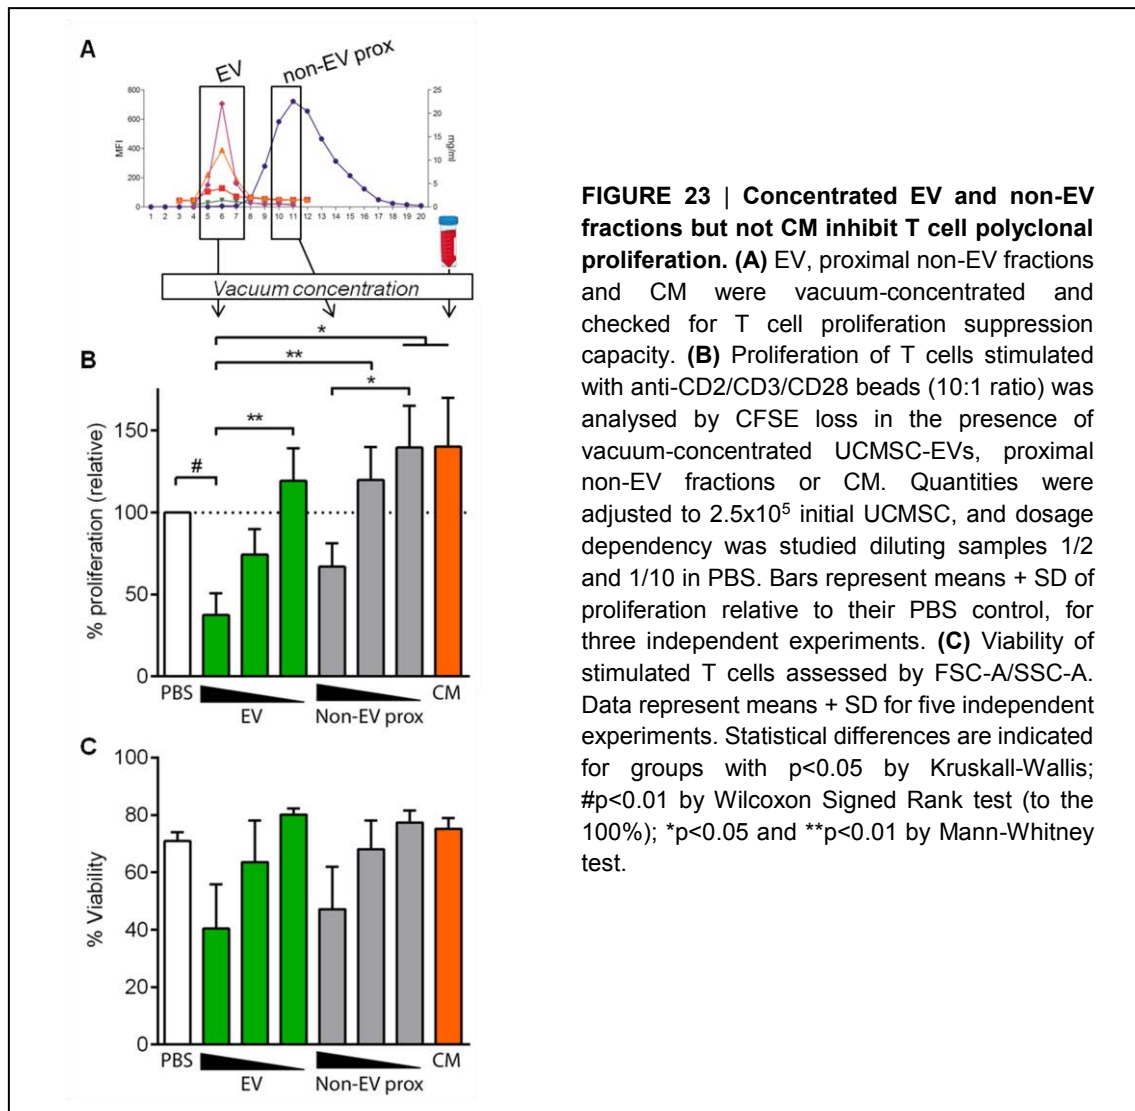 A
EV
non-EV prox
800
600
400
200
0
MFI
25
20
15
10
5
0
mg/ml
1 2 3 4 5 6 7 8 9 10 11 12 13 14 15 16 17 18 19 20
Vacuum concentration
B
*
**
*
**
#
150
100
50
0
% proliferation (relative)
PBS
EV
Non-EV prox
CM
C
100
80
60
40
20
0
% Viability
PBS
EV
Non-EV prox
CM
FIGURE 23 | Concentrated EV and non-EV
fractions but not CM inhibit T cell polyclonal
proliferation. (A) EV, proximal non-EV fractions
and CM were vacuum-concentrated and
checked for T cell proliferation suppression
capacity. (B) Proliferation of T cells stimulated
with anti-CD2/CD3/CD28 beads (10:1 ratio) was
analysed by CFSE loss in the presence of
vacuum-concentrated UCMSC-EVs, proximal
non-EV fractions or CM. Quantities were
adjusted to 2.5x10⁵ initial UCMSC, and dosage
dependency was studied diluting samples 1/2
and 1/10 in PBS. Bars represent means + SD of
proliferation relative to their PBS control, for
three independent experiments. (C) Viability of
stimulated T cells assessed by FSC-A/SSC-A.
Data represent means + SD for five independent
experiments. Statistical differences are indicated
for groups with p<0.05 by Kruskall-Wallis;
#p<0.01 by Wilcoxon Signed Rank test (to the
100%); *p<0.05 and **p<0.01 by Mann-Whitney
test.